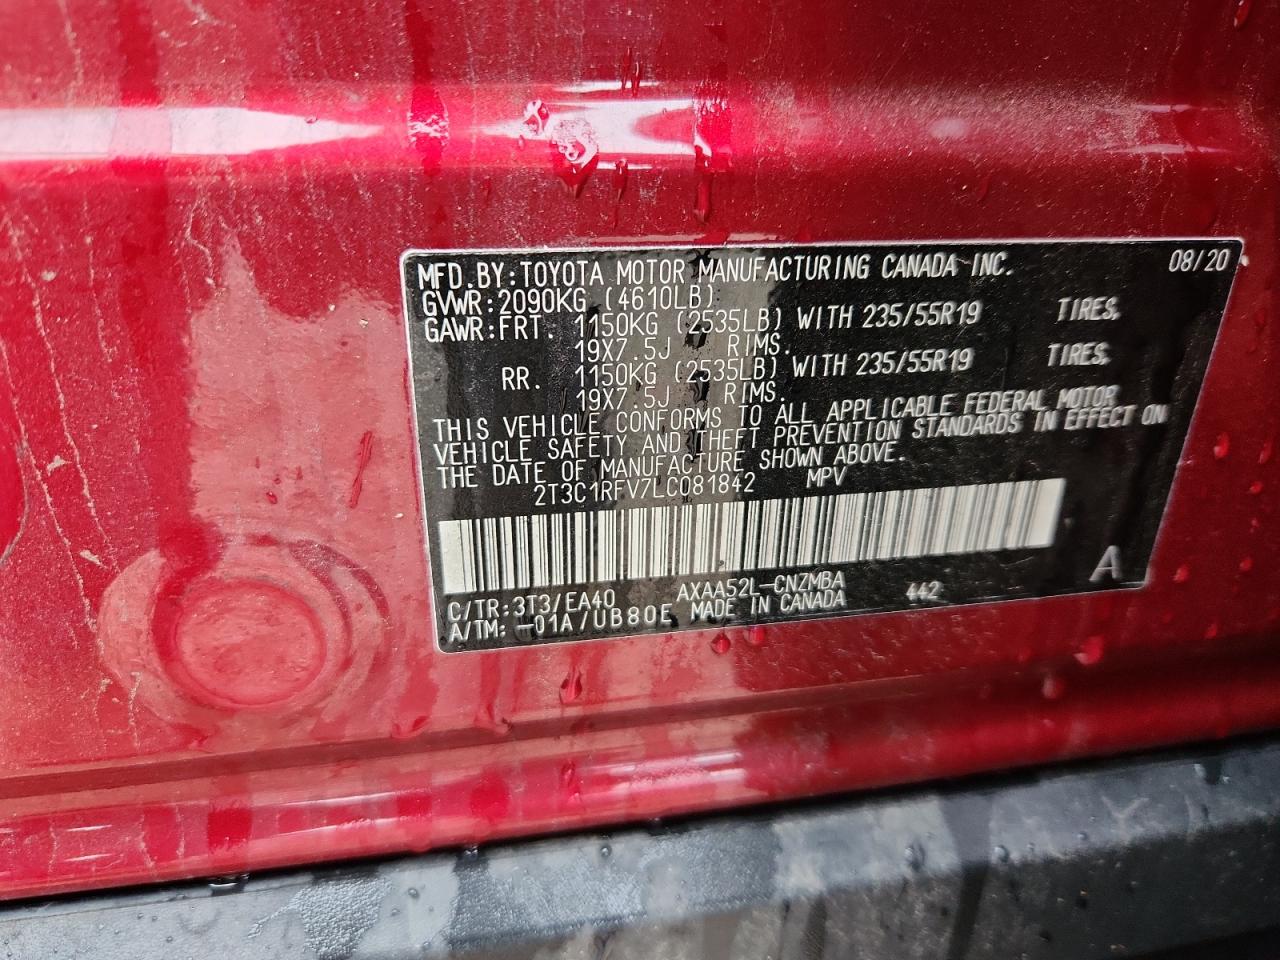 MFD.BY:TOYOTA MOTOR MANUFACTURING CANADA INC. 08/20
GVWR:2090KG (4610LB)
GAWR:FRT. 1150KG (2535LB) WITH 235/55R19 TIRES,
19X7.5J RIMS.
RR. 1150KG (2535LB) WITH 235/55R19 TIRES,
19X7.5J RIMS.
THIS VEHICLE CONFORMS TO ALL APPLICABLE FEDERAL MOTOR
VEHICLE SAFETY AND THEFT PREVENTION STANDARDS IN EFFECT ON
THE DATE OF MANUFACTURE SHOWN ABOVE.
2T3C1RFV7LC081842 MPV
A
C/TR:3T3/EA40 AXAA52L-CNZMBA 442
A/TM: -01A/UB80E MADE IN CANADA